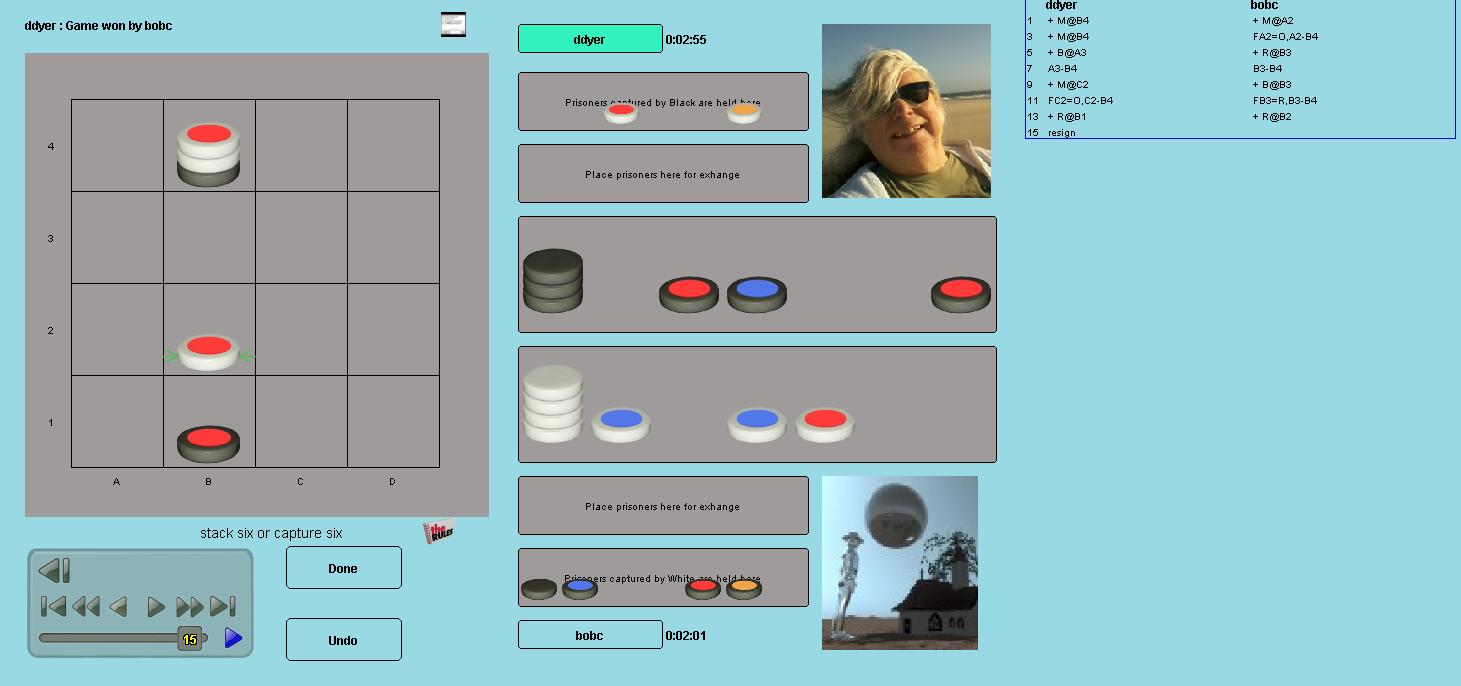 ddyer : Game won by bobc
4
3
2
1
A B C D
stack six or capture six
the RULES
Done
Undo
15
ddyer 0:02:55
Prisoners captured by Black are held here
Place prisoners here for exhange
Place prisoners here for exhange
Prisoners captured by White are held here
bobc 0:02:01
ddyer bobc
1 + M@B4 + M@A2
3 + M@B4 FA2=O,A2-B4
5 + B@A3 + R@B3
7 A3-B4 B3-B4
9 + M@C2 + B@B3
11 FC2=O,C2-B4 FB3=R,B3-B4
13 + R@B1 + R@B2
15 resign